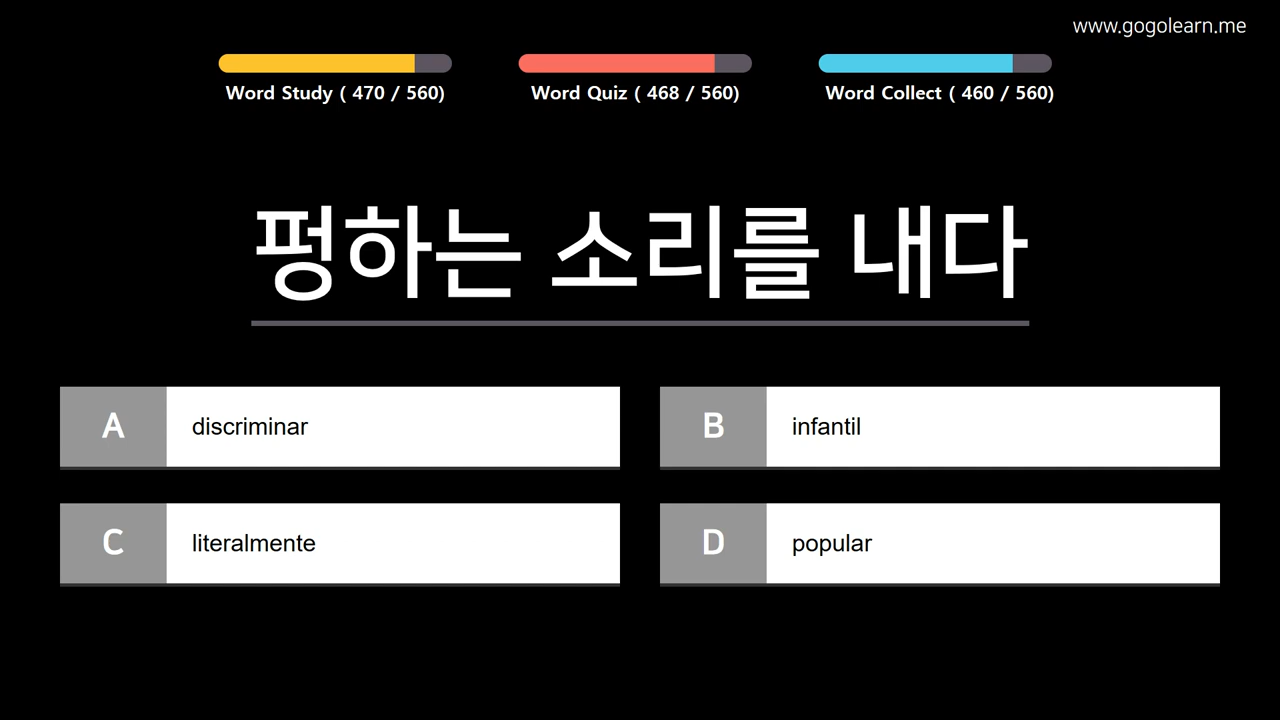 www.gogolearn.me
Word Study ( 470 / 560)
Word Quiz ( 468 / 560)
Word Collect ( 460 / 560)
펑하는 소리를 내다
A discriminar
B infantil
C literalmente
D popular